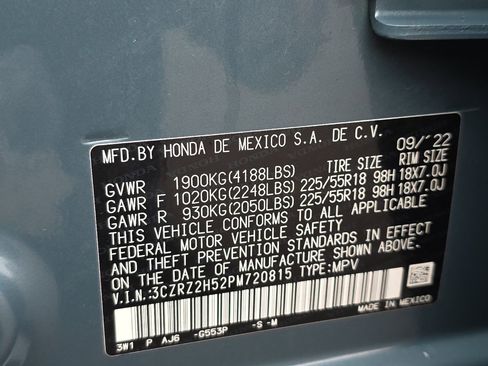 MFD.BY HONDA DE MEXICO S.A. DE C.V. 09/'22
TIRE SIZE RIM SIZE
GVWR 1900KG(4188LBS)
GAWR F 1020KG(2248LBS) 225/55R18 98H 18X7.0J
GAWR R 930KG(2050LBS) 225/55R18 98H 18X7.0J
THIS VEHICLE CONFORMS TO ALL APPLICABLE
FEDERAL MOTOR VEHICLE SAFETY, BUMPER, AND
THEFT PREVENTION STANDARDS IN EFFECT
ON THE DATE OF MANUFACTURE SHOWN ABOVE.
V.I.N.:3CZRZ2H52PM720815 TYPE:MPV
3W1 P AJ6 -G553P -S -M
MADE IN MEXICO